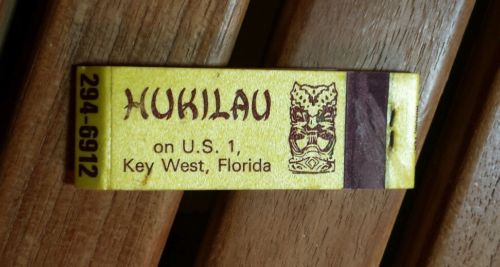 294-6912
HUKILAU
on U.S. 1,
Key West, Florida